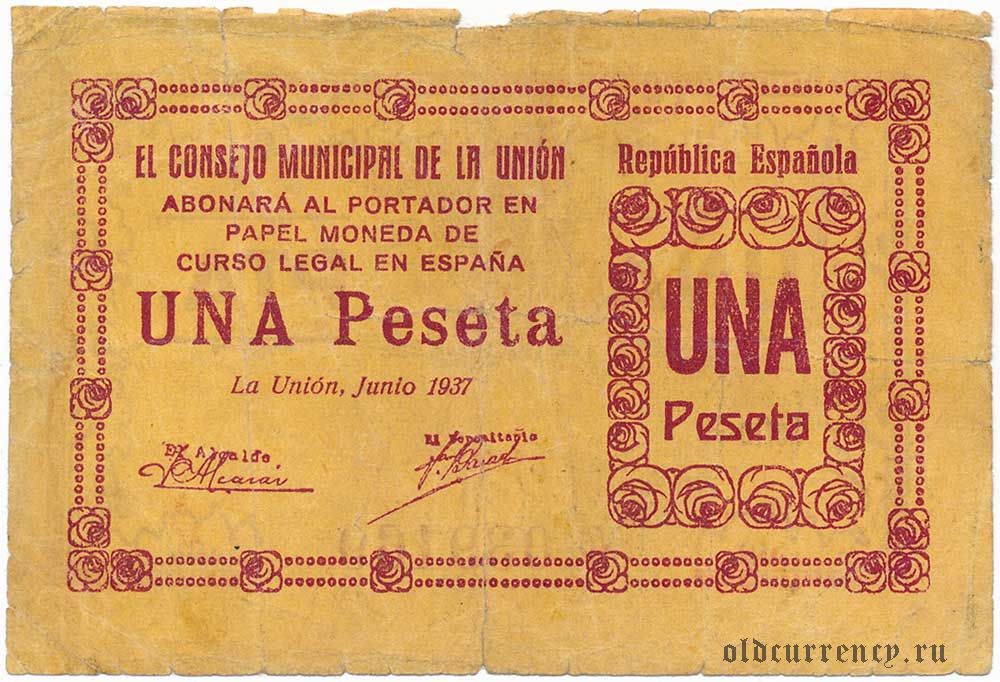 EL CONSEJO MUNICIPAL DE LA UNIÓN
ABONARÁ AL PORTADOR EN
PAPEL MONEDA DE
CURSO LEGAL EN ESPAÑA
UNA Peseta
La Unión, Junio 1937
El Alcalde
El Depositario
República Española
UNA
Peseta
oldcurrency.ru